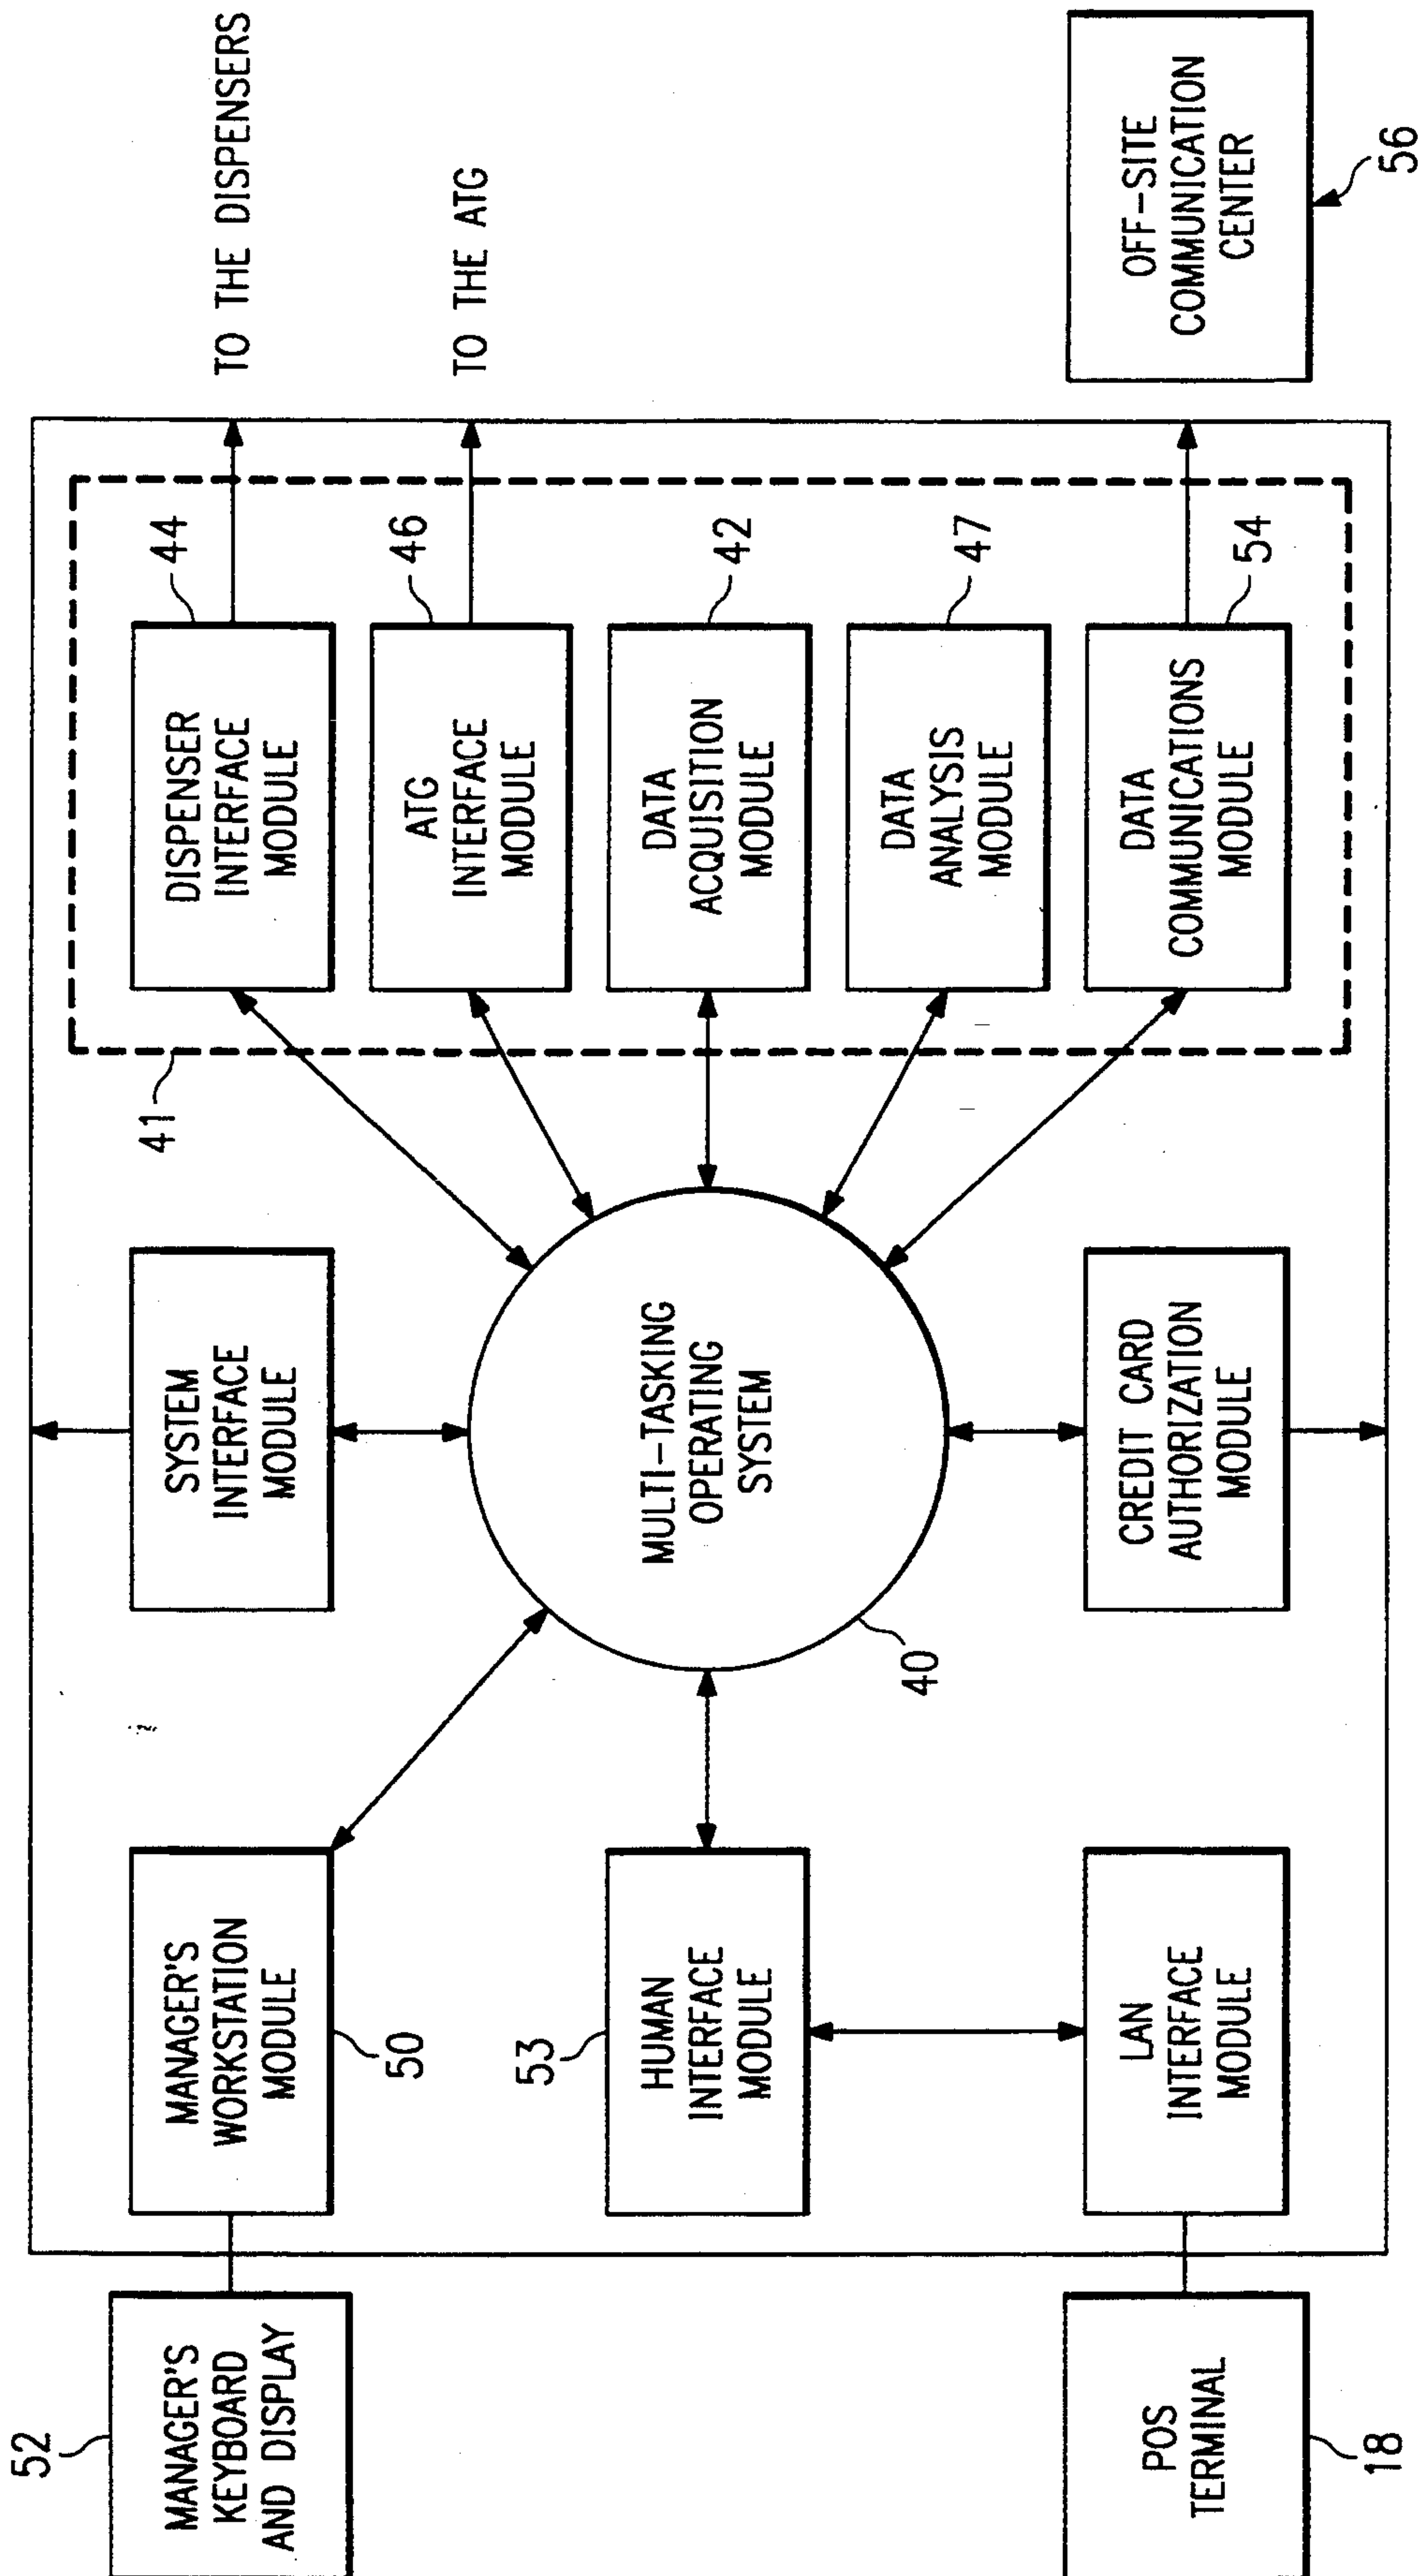 52
MANAGER'S
KEYBOARD
AND DISPLAY
MANAGER'S
WORKSTATION
MODULE
50
SYSTEM
INTERFACE
MODULE
41
DISPENSER
INTERFACE
MODULE
44
TO THE DISPENSERS
ATG
INTERFACE
MODULE
46
TO THE ATG
53
HUMAN
INTERFACE
MODULE
MULTI-TASKING
OPERATING
SYSTEM
40
DATA
ACQUISITION
MODULE
42
DATA
ANALYSIS
MODULE
47
POS
TERMINAL
18
LAN
INTERFACE
MODULE
CREDIT CARD
AUTHORIZATION
MODULE
DATA
COMMUNICATIONS
MODULE
54
OFF-SITE
COMMUNICATION
CENTER
56